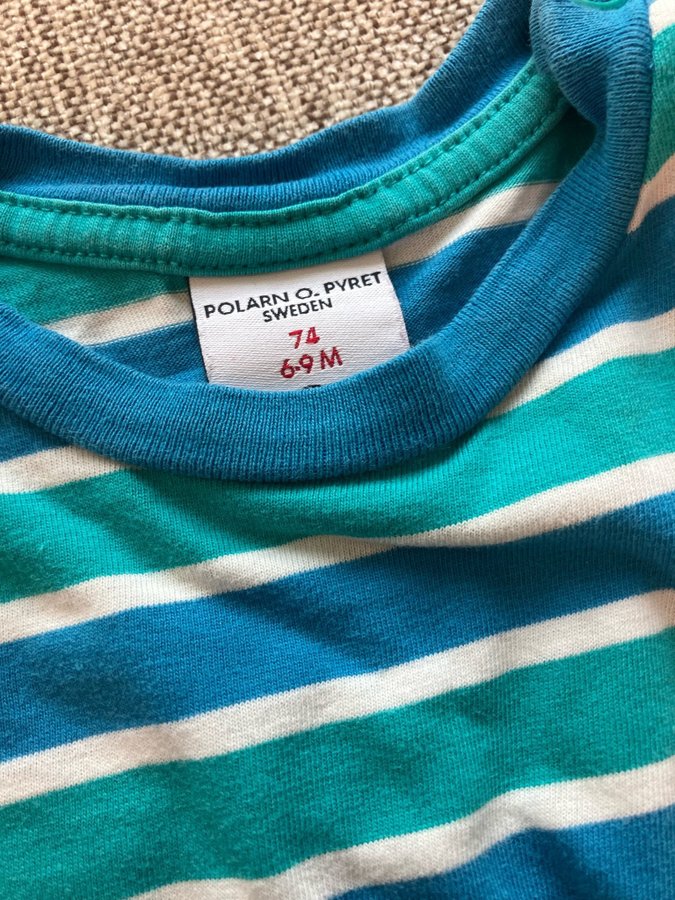 POLARN O. PYRET
SWEDEN
74
6-9 M